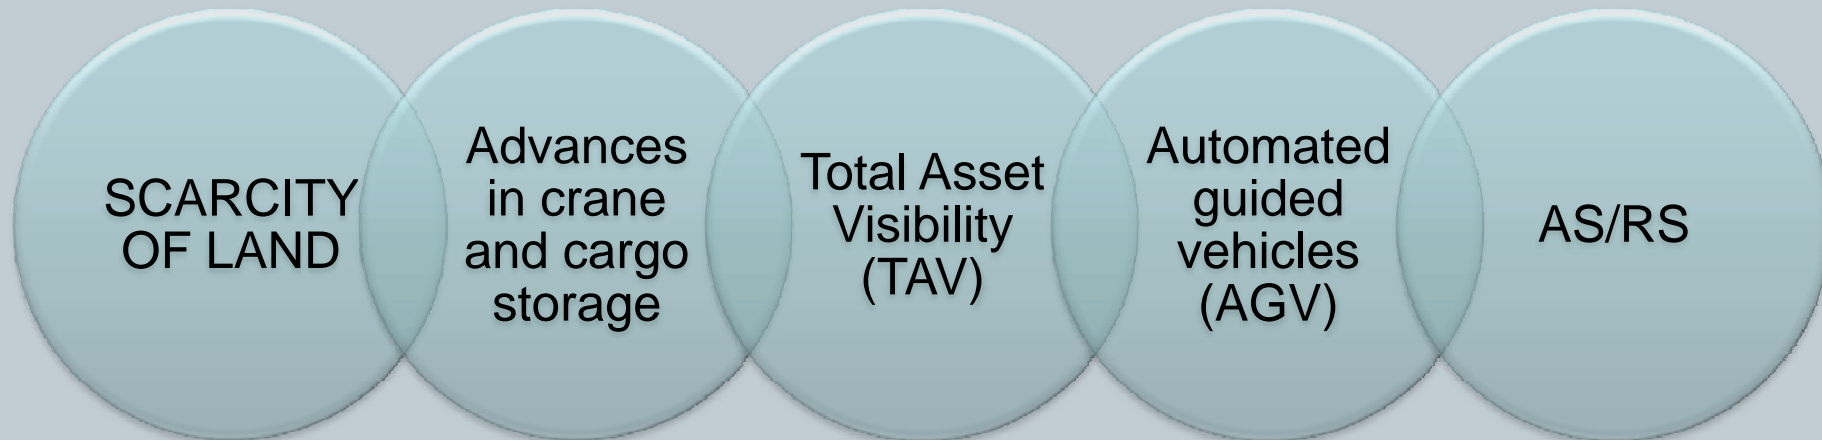 SCARCITY
OF LAND
Advances
in crane
and cargo
storage
Total Asset
Visibility
(TAV)
Automated
guided
vehicles
(AGV)
AS/RS